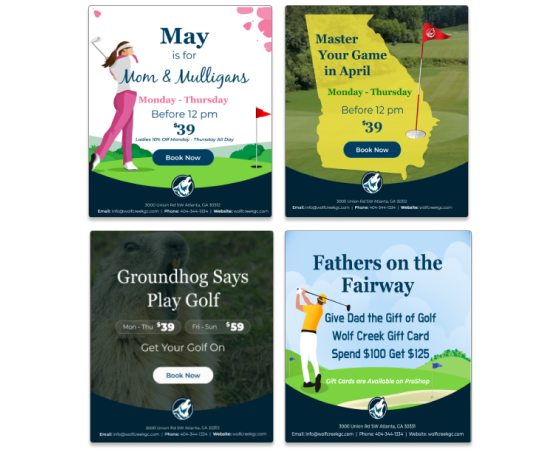 May
is for
Mom & Mulligans
Monday - Thursday
Before 12 pm
$39
Ladies 10% Off Monday - Thursday All Day
Book Now
3000 Union Rd SW Atlanta, GA 30331
Email: info@wolfcreekgc.com | Phone: 404-344-1334 | Website: wolfcreekgc.com
Master
Your Game
in April
Monday - Thursday
Before 12 pm
$39
Book Now
3000 Union Rd SW Atlanta, GA 30312
Email: info@wolfcreekgc.com | Phone: 404-344-1334 | Website: wolfcreekgc.com
Groundhog Says
Play Golf
Mon - Thu $39 Fri - Sun $59
Get Your Golf On
Book Now
3000 Union Rd SW Atlanta, GA 30331
Email: info@wolfcreekgc.com | Phone: 404-344-1334 | Website: wolfcreekgc.com
Fathers on the
Fairway
Give Dad the Gift of Golf
Wolf Creek Gift Card
Spend $100 Get $125
Gift Cards are Available on ProShop
3000 Union Rd SW Atlanta, GA 30331
Email: info@wolfcreekgc.com | Phone: 404-344-1334 | Website: wolfcreekgc.com